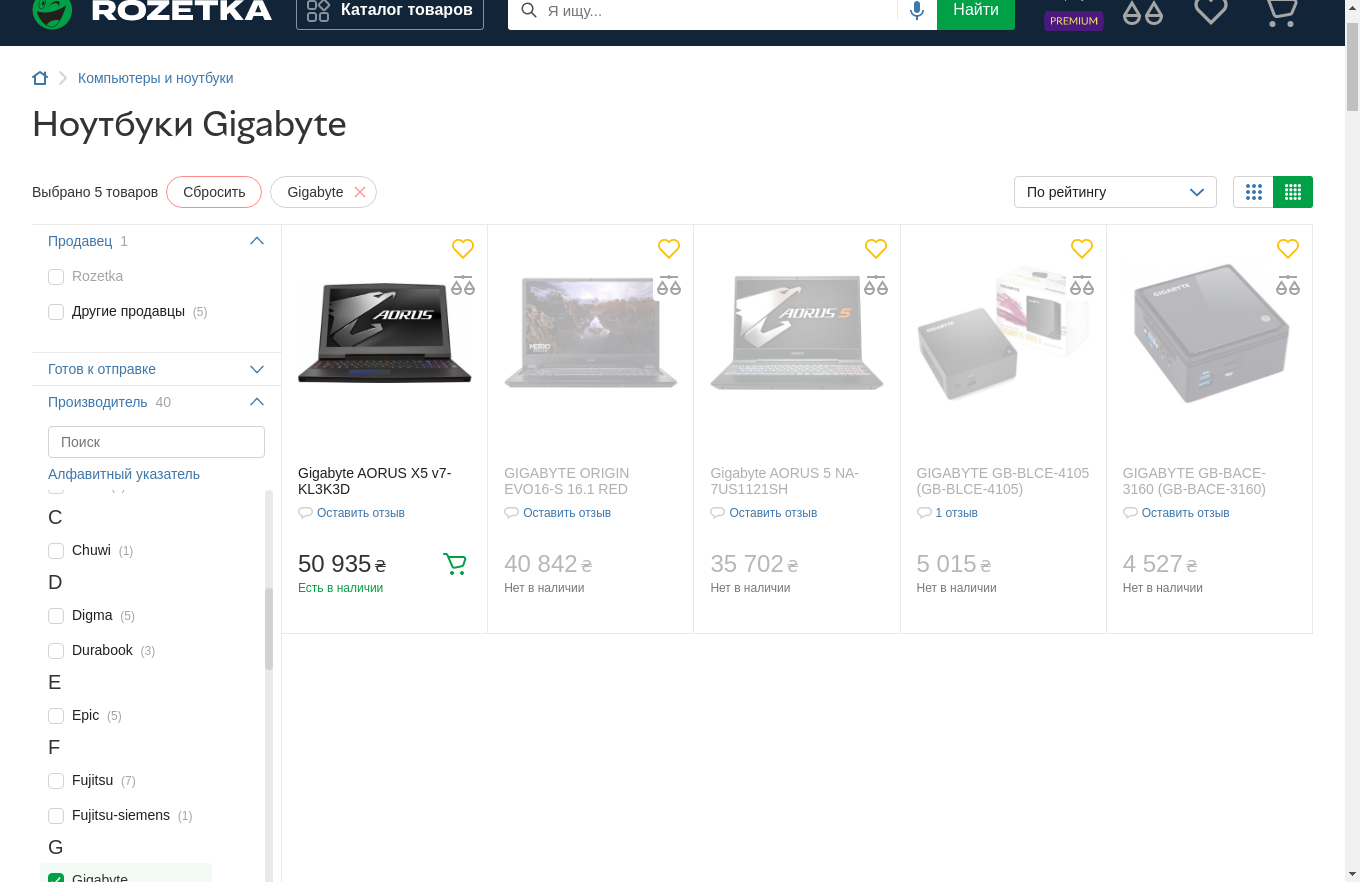 ROZETKA
Каталог товаров
Я ищу...
Найти
PREMIUM
Компьютеры и ноутбуки
Ноутбуки Gigabyte
Выбрано 5 товаров
Сбросить
Gigabyte
По рейтингу
Продавец 1
Rozetka
Другие продавцы (5)
Готов к отправке
Производитель 40
Поиск
Алфавитный указатель
C
Chuwi (1)
D
Digma (5)
Durabook (3)
E
Epic (5)
F
Fujitsu (7)
Fujitsu-siemens (1)
G
Gigabyte
AORUS
Gigabyte AORUS X5 v7-
KL3K3D
Оставить отзыв
50 935 ₴
Есть в наличии
GIGABYTE ORIGIN
EVO16-S 16.1 RED
Оставить отзыв
40 842 ₴
Нет в наличии
AORUS 5
Gigabyte AORUS 5 NA-
7US1121SH
Оставить отзыв
35 702 ₴
Нет в наличии
GIGABYTE
GIGABYTE GB-BLCE-4105
(GB-BLCE-4105)
1 отзыв
5 015 ₴
Нет в наличии
GIGABYTE
GIGABYTE GB-BACE-
3160 (GB-BACE-3160)
Оставить отзыв
4 527 ₴
Нет в наличии